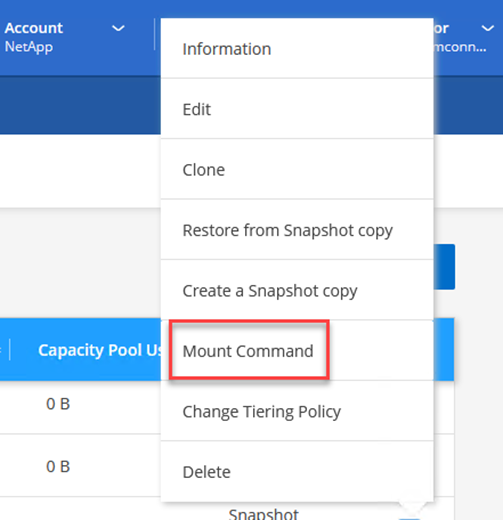 Account
NetApp
or
mconn...
Information
Edit
Clone
Restore from Snapshot copy
Create a Snapshot copy
Capacity Pool Us
Mount Command
0 B
Change Tiering Policy
0 B
Delete
Snapshot